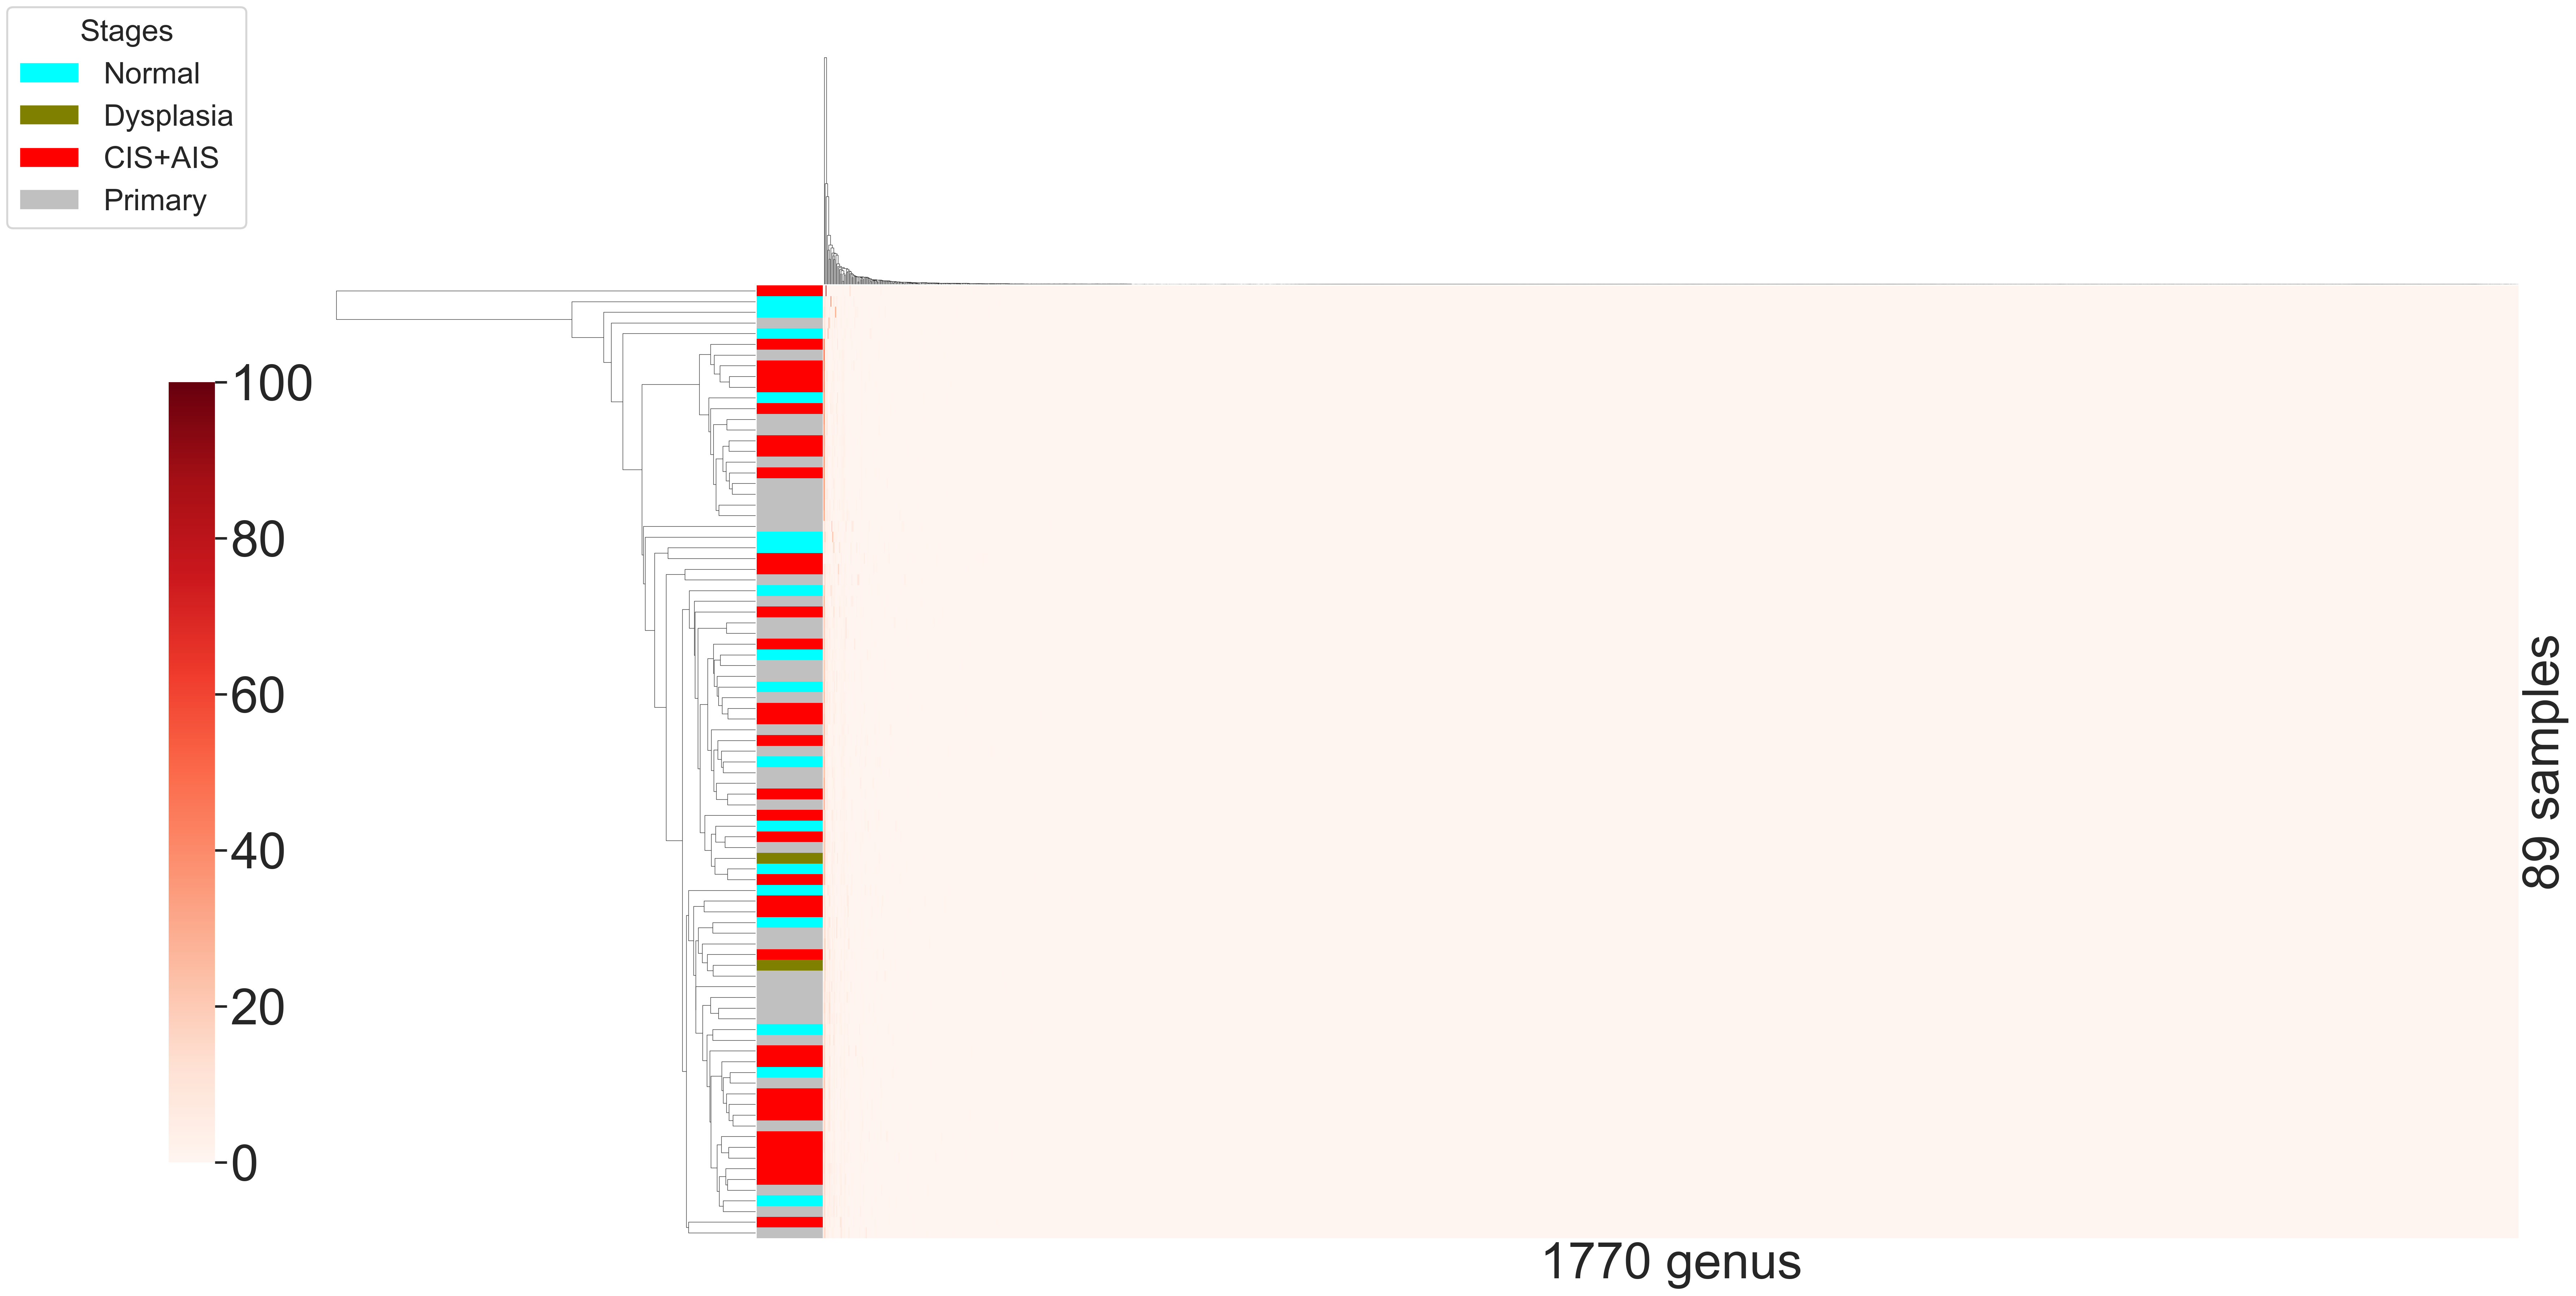 Stages
Normal
Dysplasia
CIS+AIS
Primary
100
80
60
40
20
0
89 samples
1770 genus